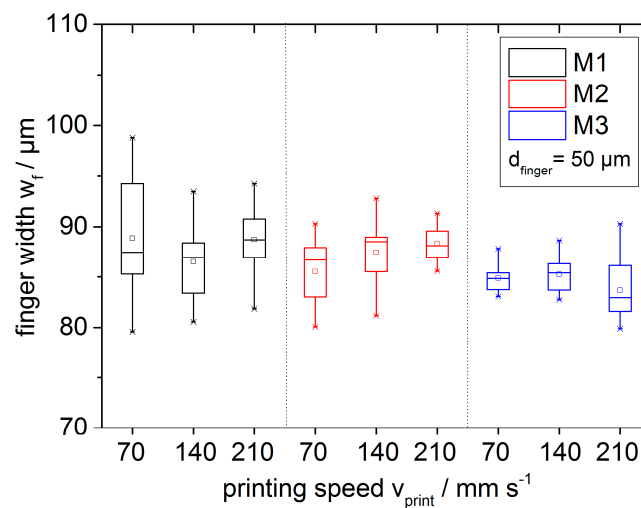 110
100
90
80
70
finger width w_f / µm
M1
M2
M3
d_finger = 50 µm
70 140 210 70 140 210 70 140 210
printing speed v_print / mm s⁻¹